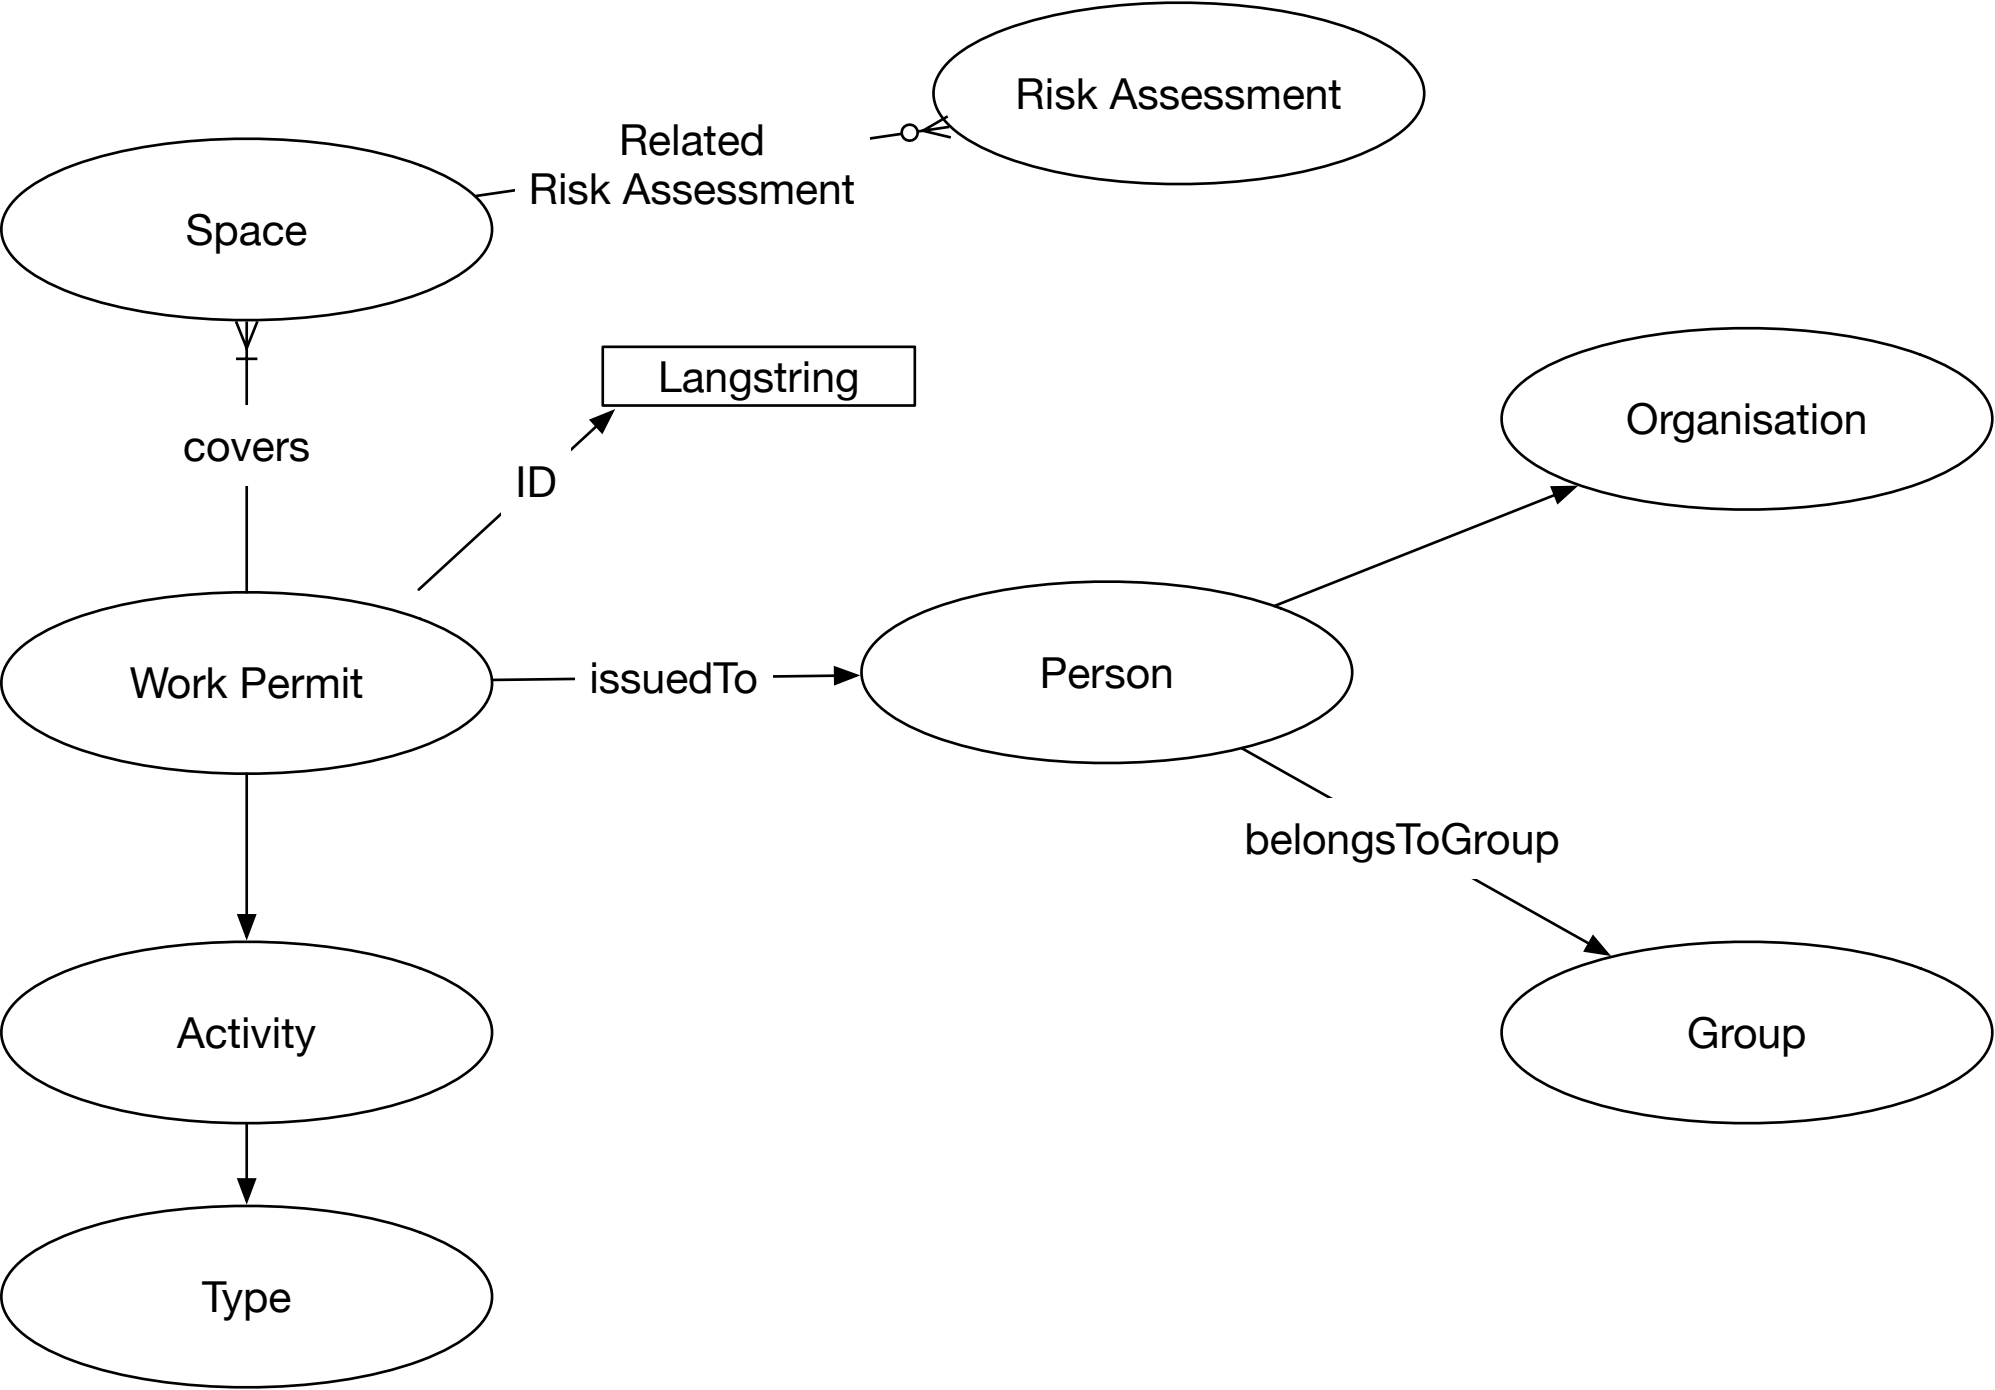 Risk Assessment
Related
Risk Assessment
Space
Langstring
Organisation
covers
ID
Work Permit
issuedTo
Person
belongsToGroup
Activity
Group
Type